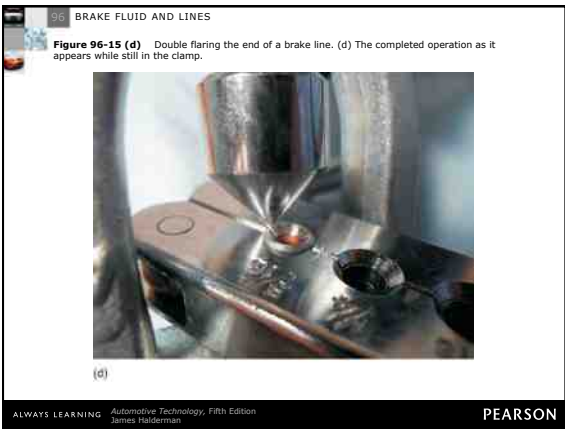 96 BRAKE FLUID AND LINES
Figure 96-15 (d) Double flaring the end of a brake line. (d) The completed operation as it
appears while still in the clamp.
(d)
ALWAYS LEARNING
Automotive Technology, Fifth Edition
James Halderman
PEARSON